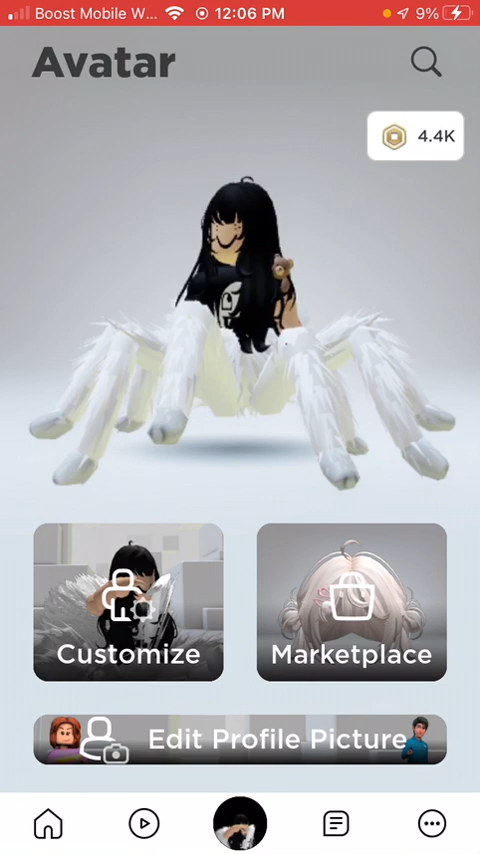 Boost Mobile W... 12:06 PM 9%
Avatar
4.4K
Customize
Marketplace
Edit Profile Picture